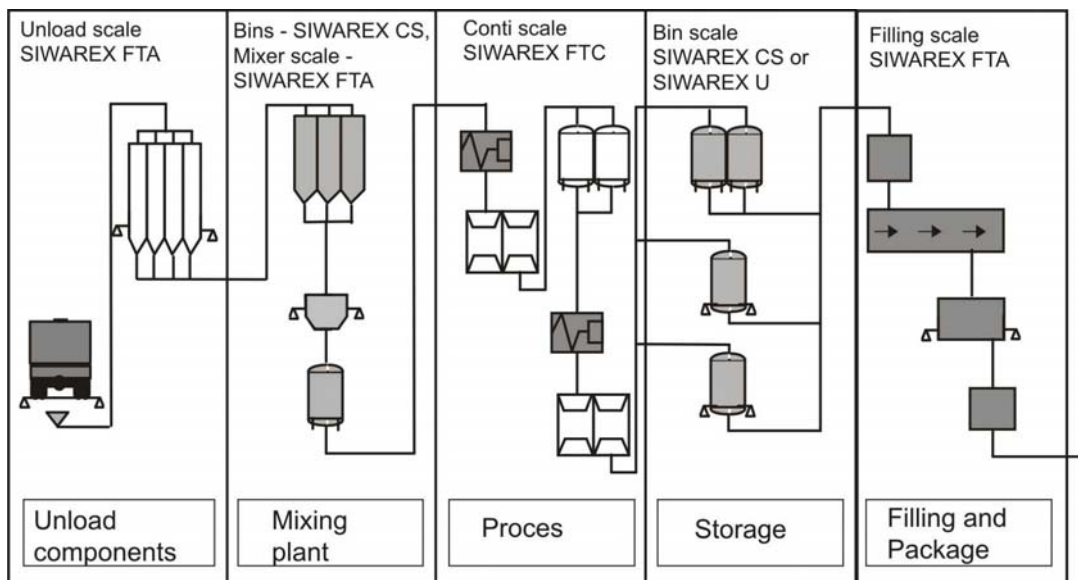 Unload scale
SIWAREX FTA
Bins - SIWAREX CS,
Mixer scale -
SIWAREX FTA
Conti scale
SIWAREX FTC
Bin scale
SIWAREX CS or
SIWAREX U
Filling scale
SIWAREX FTA
Unload
components
Mixing
plant
Proces
Storage
Filling and
Package